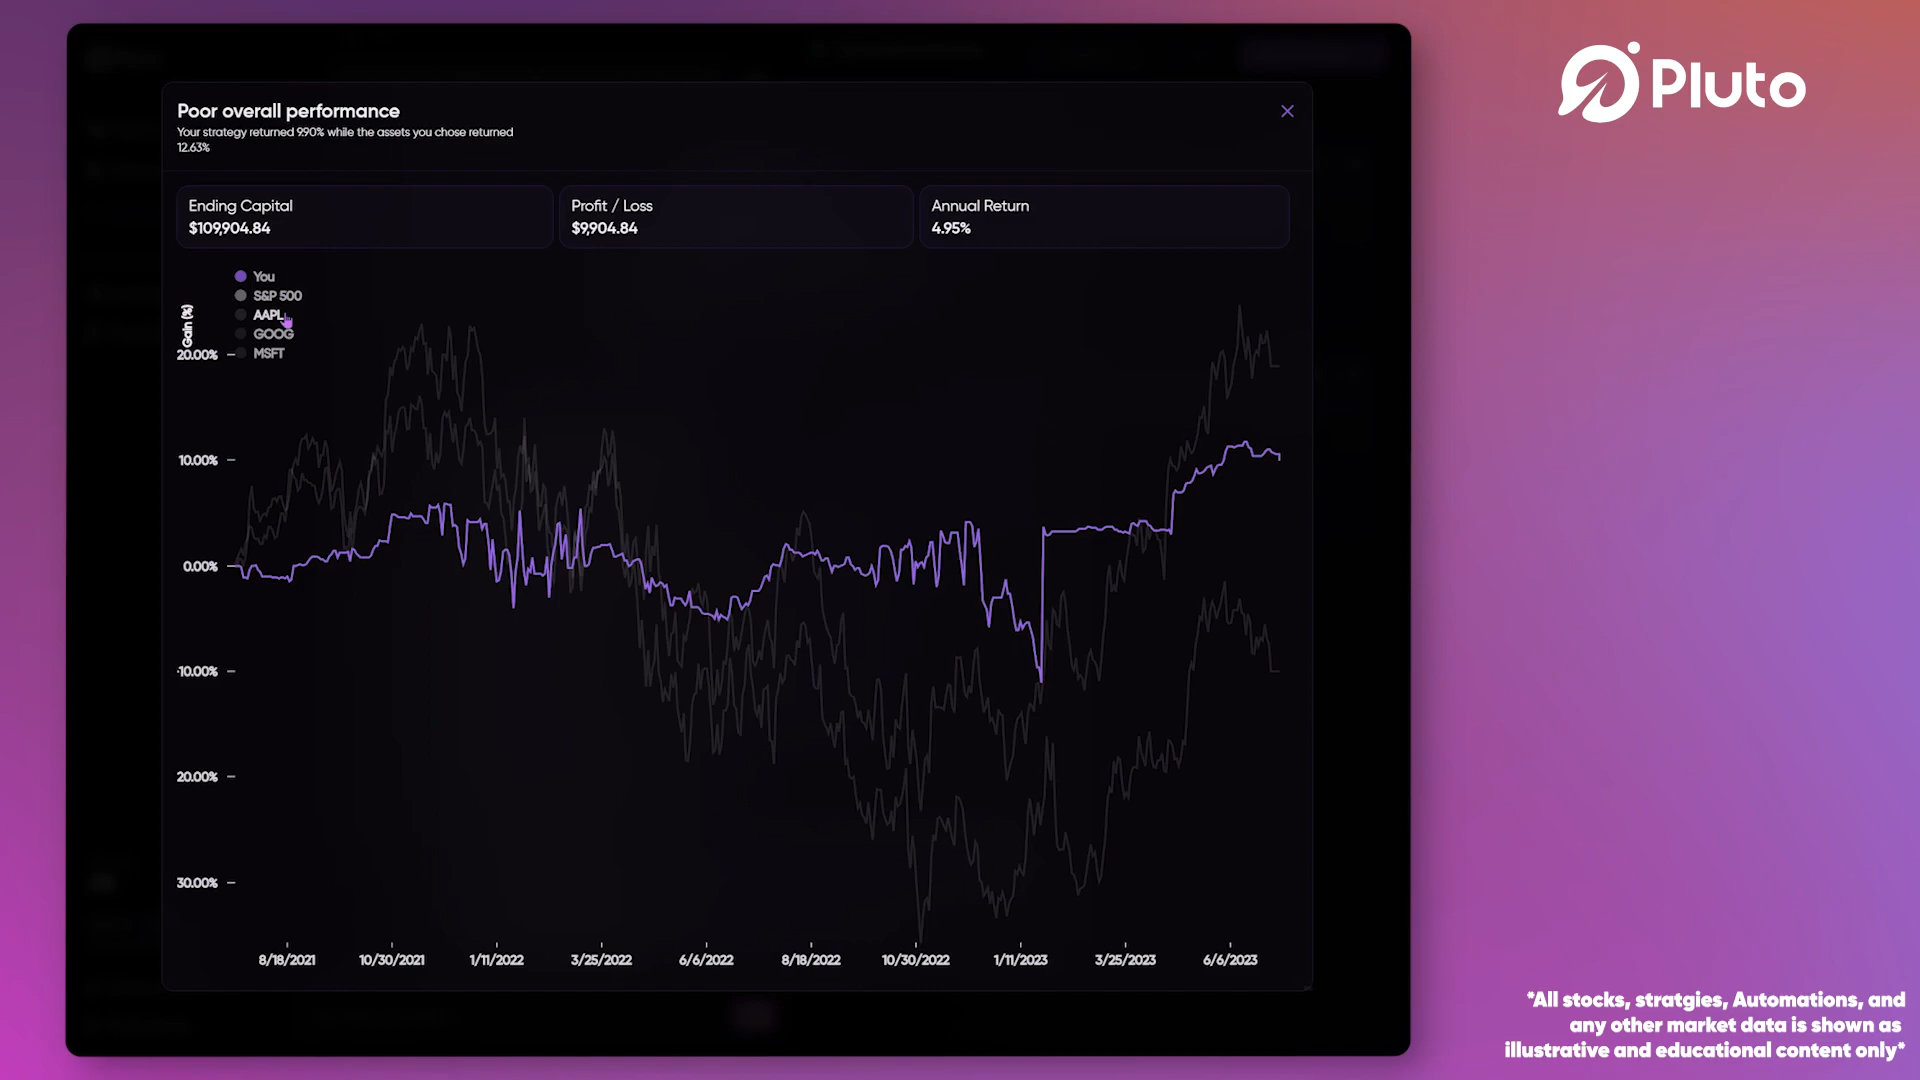 Pluto
Poor overall performance
Your strategy returned 9.90% while the assets you chose returned
12.63%
Ending Capital
$109,904.84
Profit / Loss
$9,904.84
Annual Return
4.95%
You
S&P 500
AAPL
GOOG
MSFT
Gain (%)
20.00%
10.00%
0.00%
-10.00%
20.00%
30.00%
8/18/2021
10/30/2021
1/11/2022
3/25/2022
6/6/2022
8/18/2022
10/30/2022
1/11/2023
3/25/2023
6/6/2023
*All stocks, stratgies, Automations, and
any other market data is shown as
illustrative and educational content only*